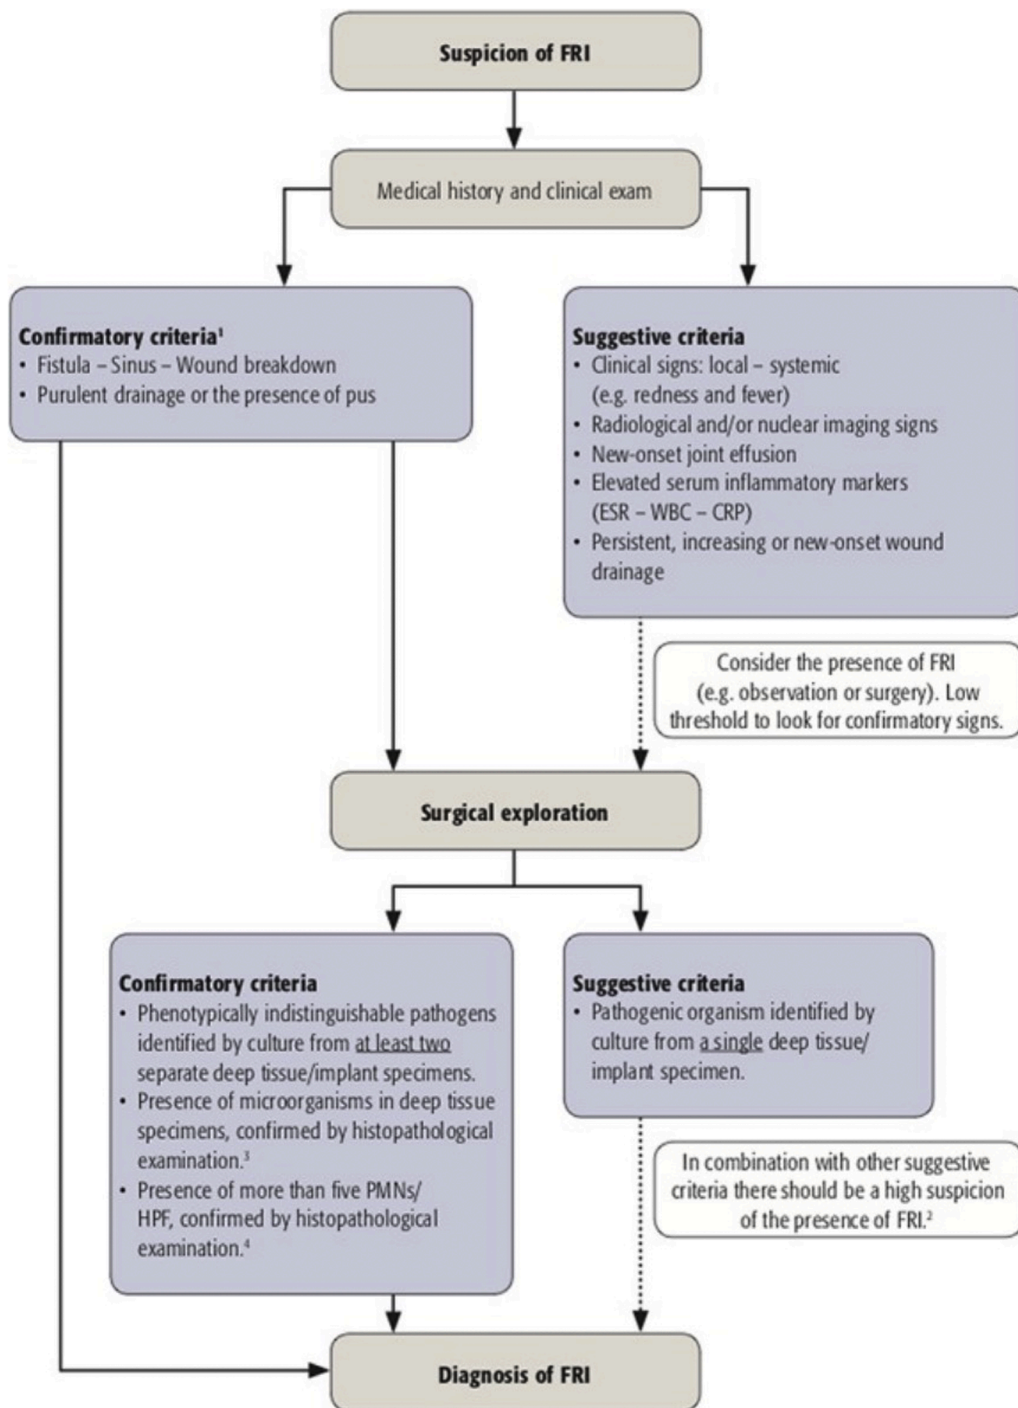 Suspicion of FRI
Medical history and clinical exam
Confirmatory criteria¹
• Fistula – Sinus – Wound breakdown
• Purulent drainage or the presence of pus
Suggestive criteria
• Clinical signs: local – systemic
(e.g. redness and fever)
• Radiological and/or nuclear imaging signs
• New-onset joint effusion
• Elevated serum inflammatory markers
(ESR – WBC – CRP)
• Persistent, increasing or new-onset wound
drainage
Consider the presence of FRI
(e.g. observation or surgery). Low
threshold to look for confirmatory signs.
Surgical exploration
Confirmatory criteria
• Phenotypically indistinguishable pathogens
identified by culture from at least two
separate deep tissue/implant specimens.
• Presence of microorganisms in deep tissue
specimens, confirmed by histopathological
examination.³
• Presence of more than five PMNs/
HPF, confirmed by histopathological
examination.⁴
Suggestive criteria
• Pathogenic organism identified by
culture from a single deep tissue/
implant specimen.
In combination with other suggestive
criteria there should be a high suspicion
of the presence of FRI.²
Diagnosis of FRI